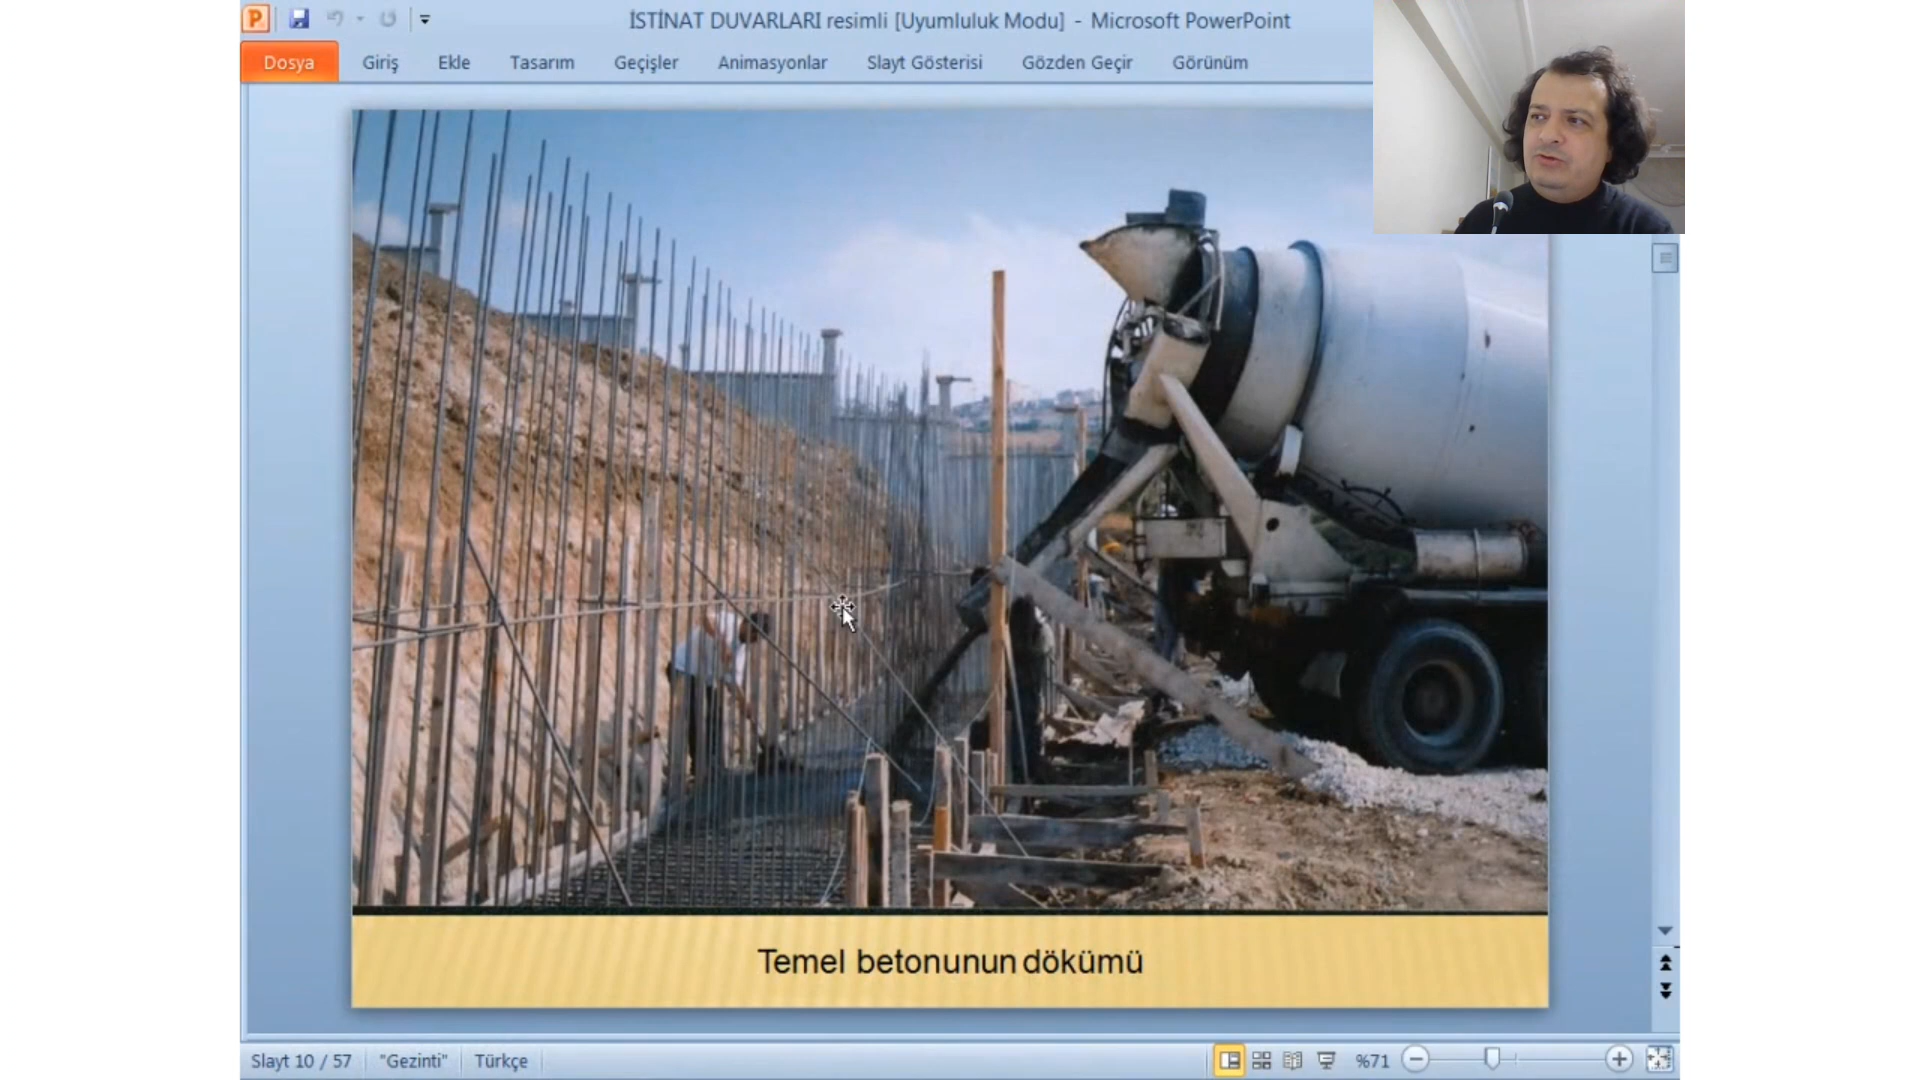 İSTİNAT DUVARLARI resimli [Uyumluluk Modu] - Microsoft PowerPoint
Dosya Giriş Ekle Tasarım Geçişler Animasyonlar Slayt Gösterisi Gözden Geçir Görünüm
Temel betonunun dökümü
Slayt 10 / 57 "Gezinti" Türkçe %71